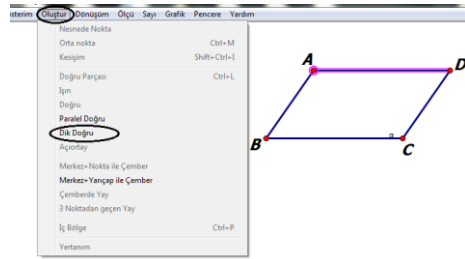 österim Oluştur Dönüşüm Ölçü Sayı Grafik Pencere Yardım
Nesnede Nokta
Orta nokta Ctrl+M
Kesişim Shift+Ctrl+I
Doğru Parçası Ctrl+L
Işın
Doğru
Paralel Doğru
Dik Doğru
Açıortay
Merkez+Nokta ile Çember
Merkez+Yarıçap ile Çember
Çemberde Yay
3 Noktadan geçen Yay
İç Bölge Ctrl+P
Yertanım
A
D
B
C